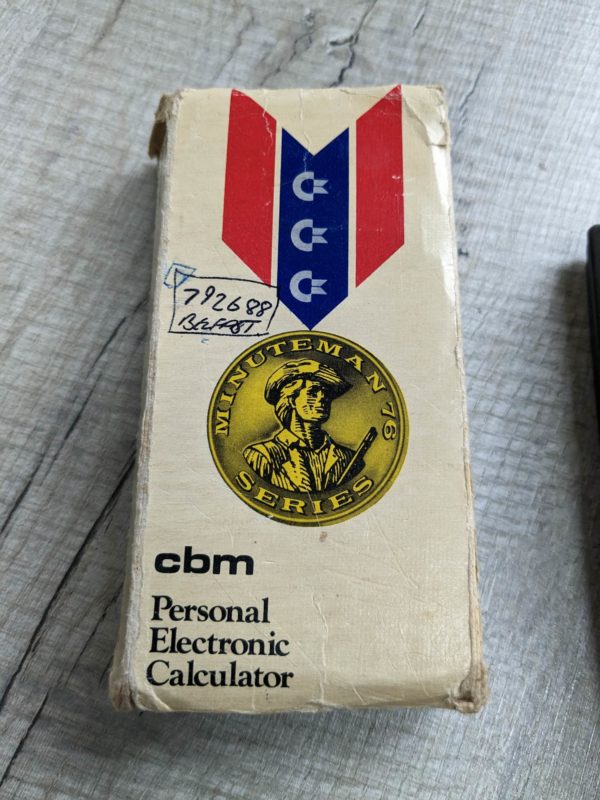 792688
BELFAST
MINUTEMAN 76
SERIES
cbm
Personal
Electronic
Calculator